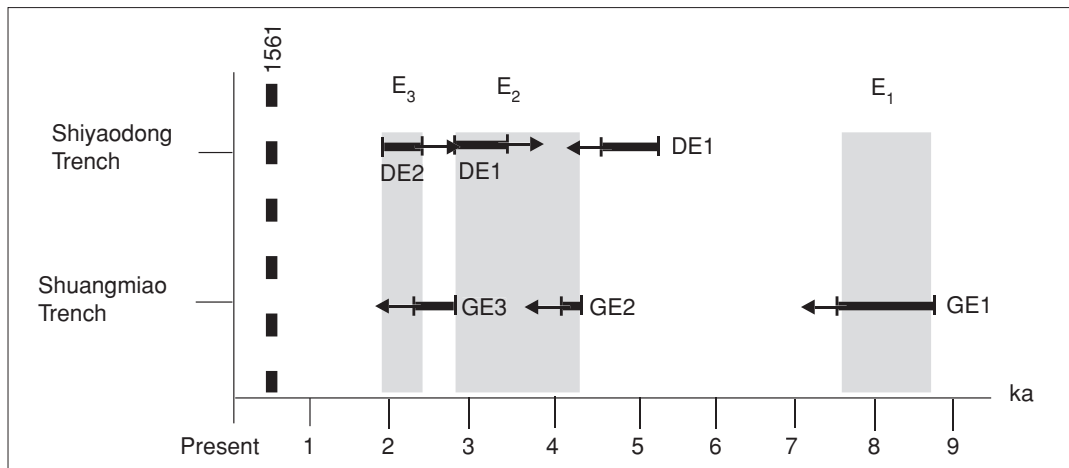 1561
E3 E2 E1
Shiyaodong
Trench
DE2 DE1 DE1
Shuangmiao
Trench
GE3 GE2 GE1
ka
Present 1 2 3 4 5 6 7 8 9